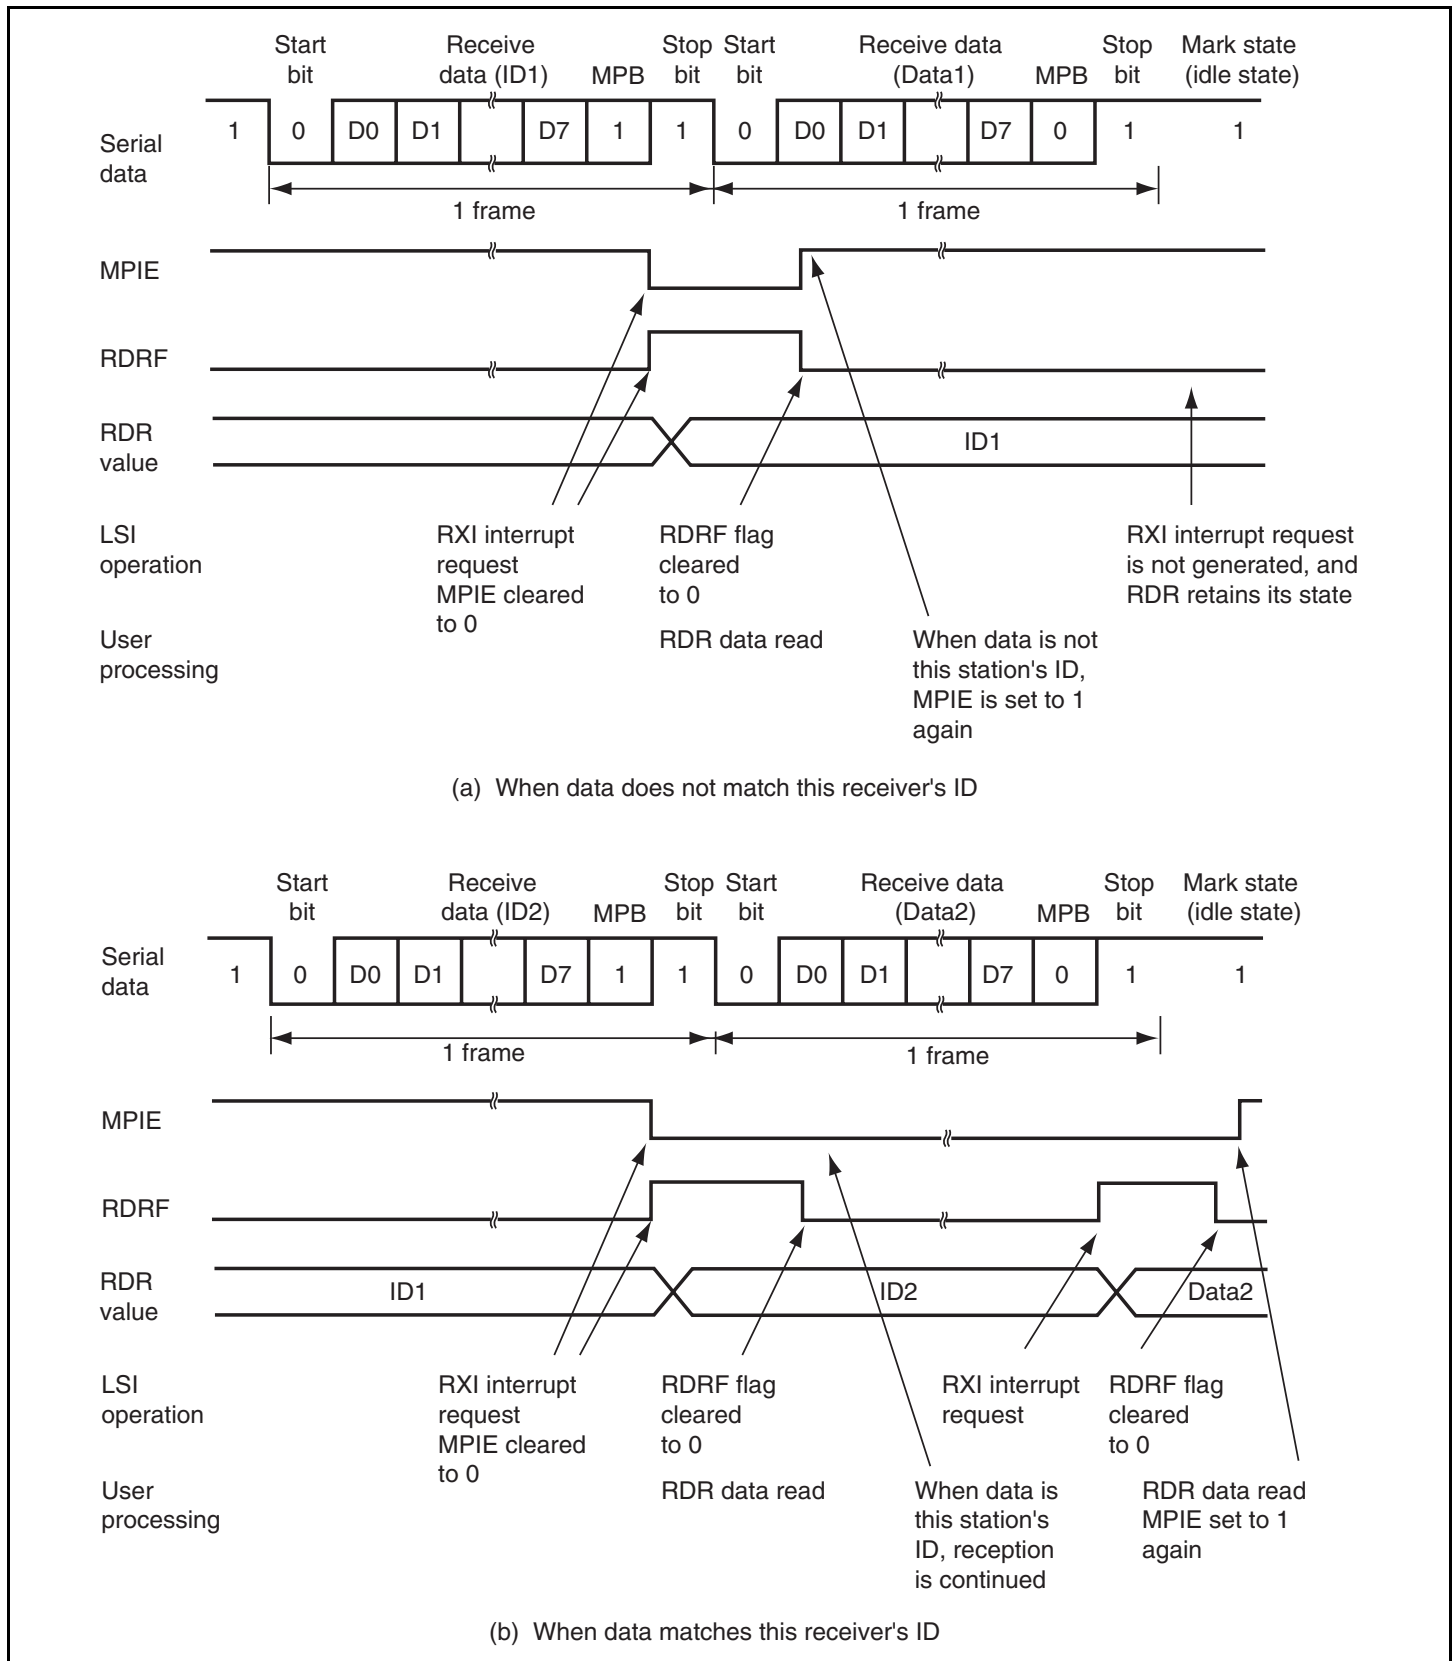 Start bit
Receive data (ID1)
MPB
Stop bit
Start bit
Receive data (Data1)
MPB
Stop bit
Mark state (idle state)
Serial data
1 0 D0 D1 D7 1 1 0 D0 D1 D7 0 1 1
1 frame 1 frame
MPIE
RDRF
RDR value
ID1
LSI operation
RXI interrupt request MPIE cleared to 0
RDRF flag cleared to 0
RXI interrupt request is not generated, and RDR retains its state
User processing
RDR data read
When data is not this station's ID, MPIE is set to 1 again
(a) When data does not match this receiver's ID
Start bit
Receive data (ID2)
MPB
Stop bit
Start bit
Receive data (Data2)
MPB
Stop bit
Mark state (idle state)
Serial data
1 0 D0 D1 D7 1 1 0 D0 D1 D7 0 1 1
1 frame 1 frame
MPIE
RDRF
RDR value
ID1 ID2 Data2
LSI operation
RXI interrupt request MPIE cleared to 0
RDRF flag cleared to 0
RXI interrupt request
RDRF flag cleared to 0
User processing
RDR data read
When data is this station's ID, reception is continued
RDR data read MPIE set to 1 again
(b) When data matches this receiver's ID